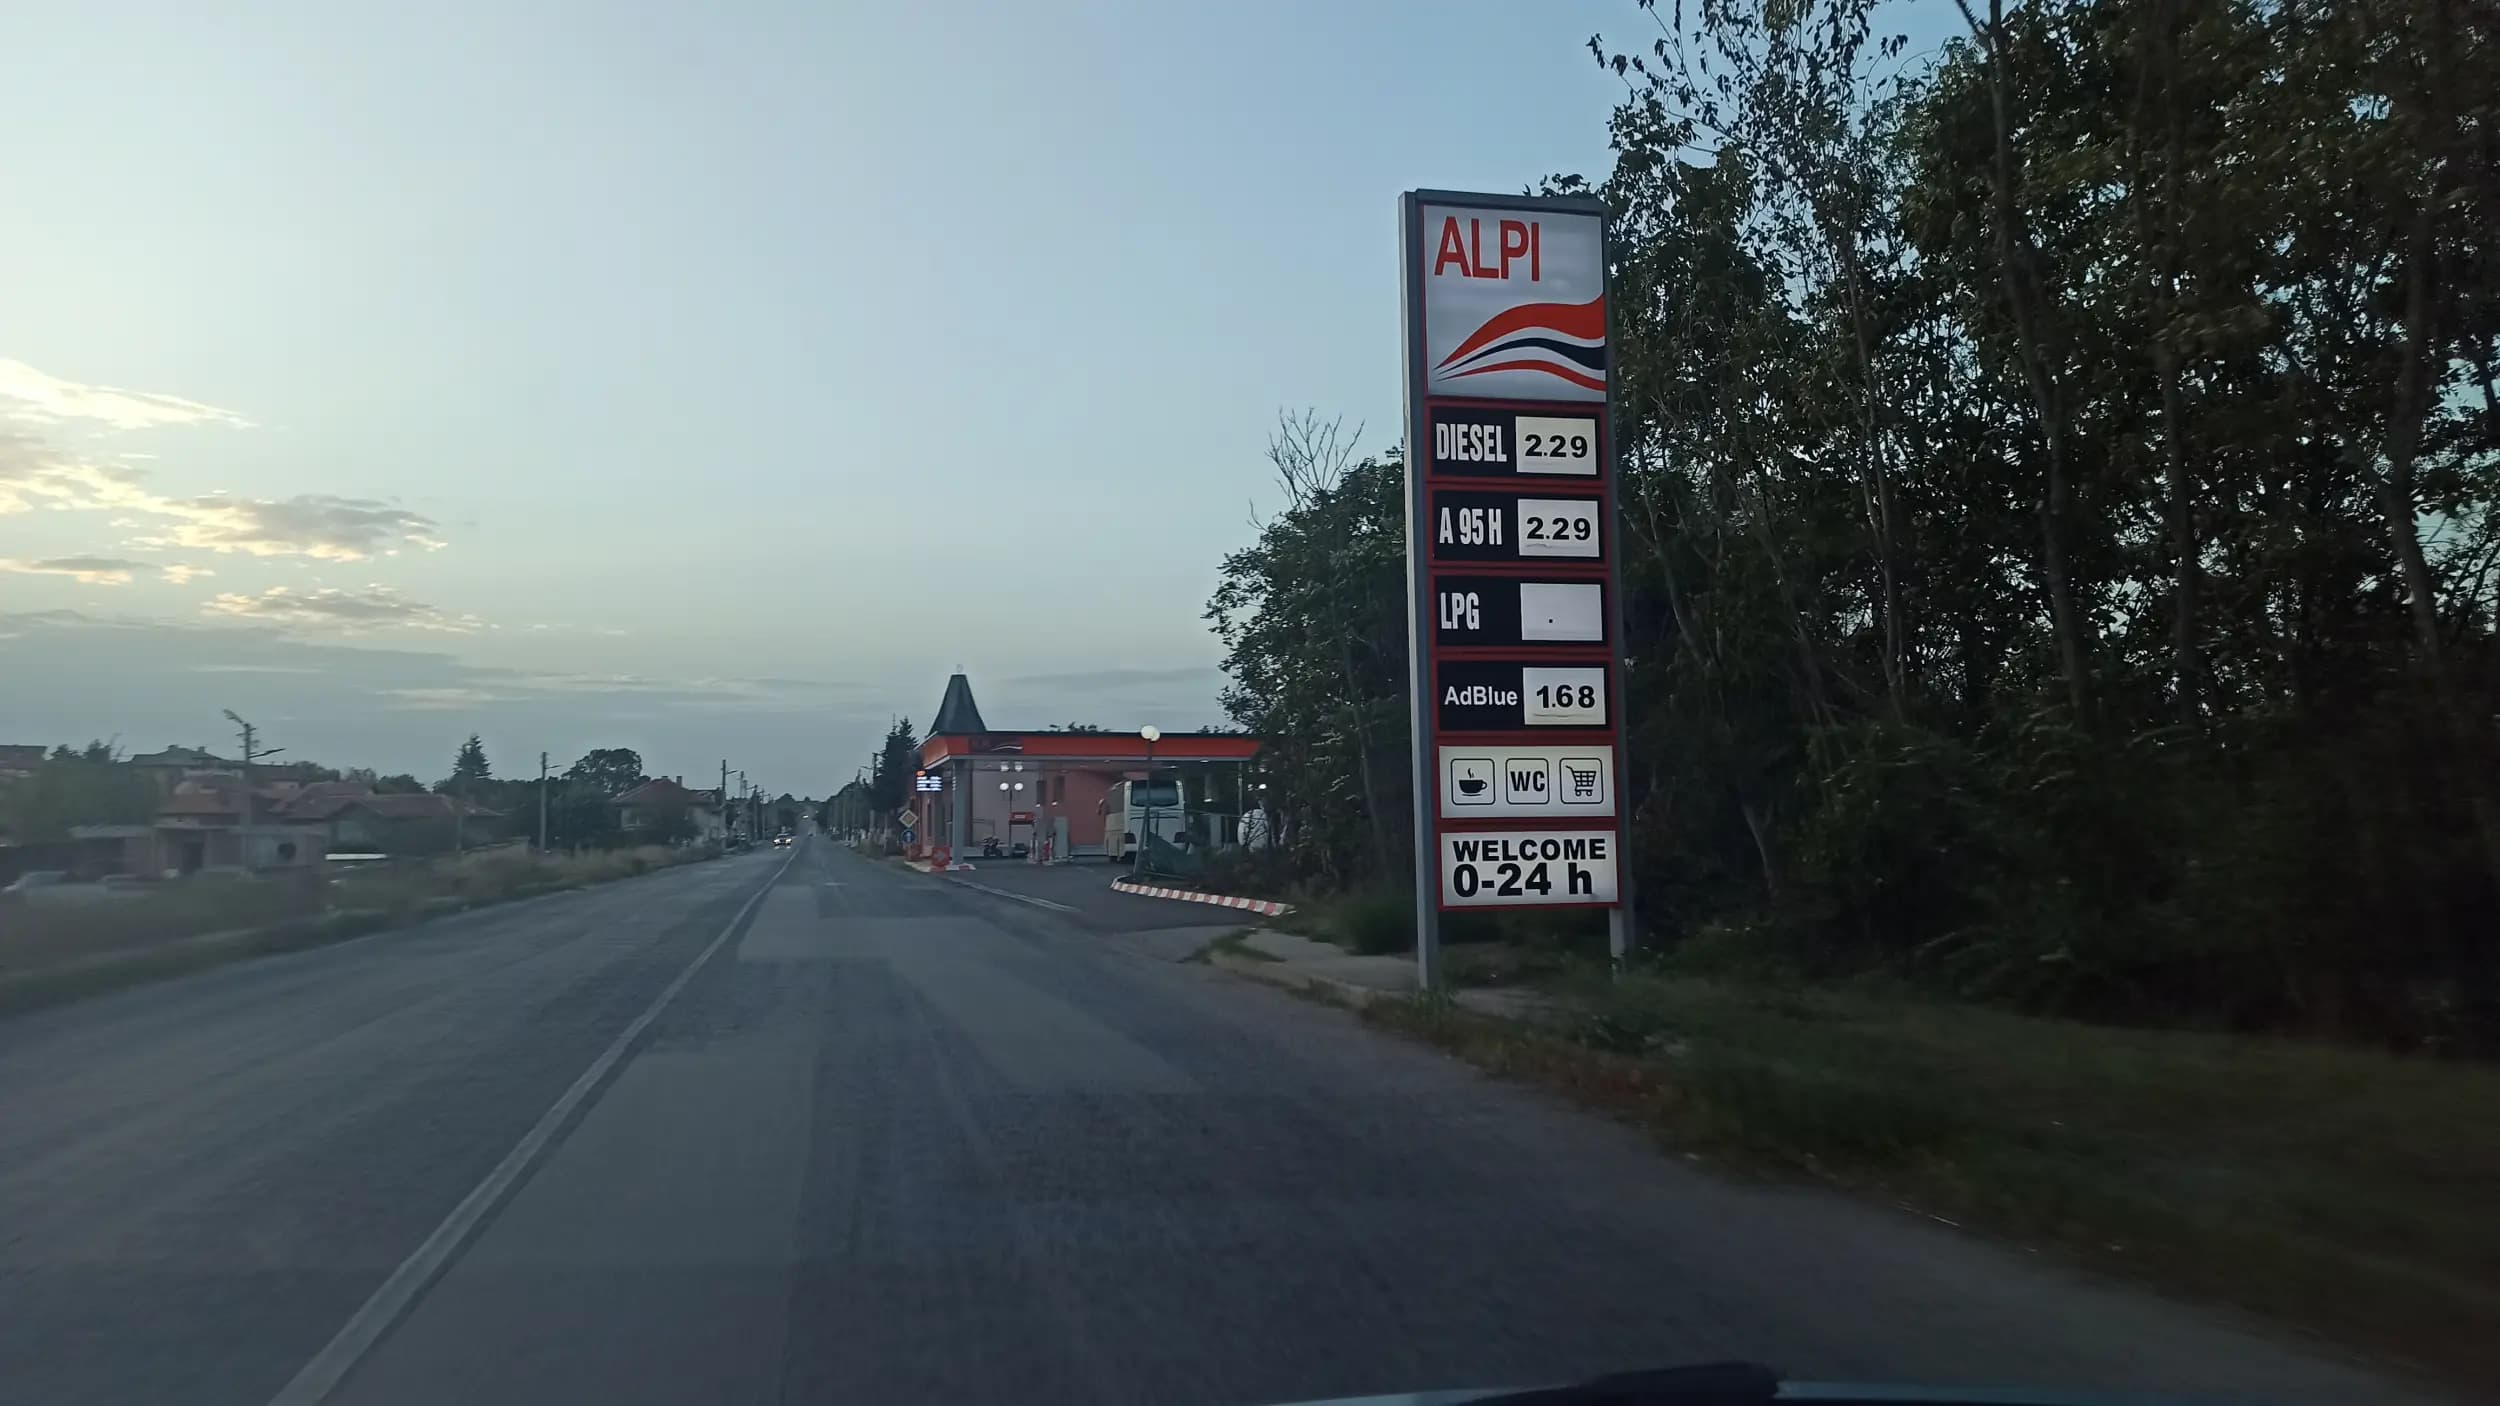 ALPI
DIESEL 2.29
A 95 H 2.29
LPG .
AdBlue 1.68
WC
WELCOME
0-24 h